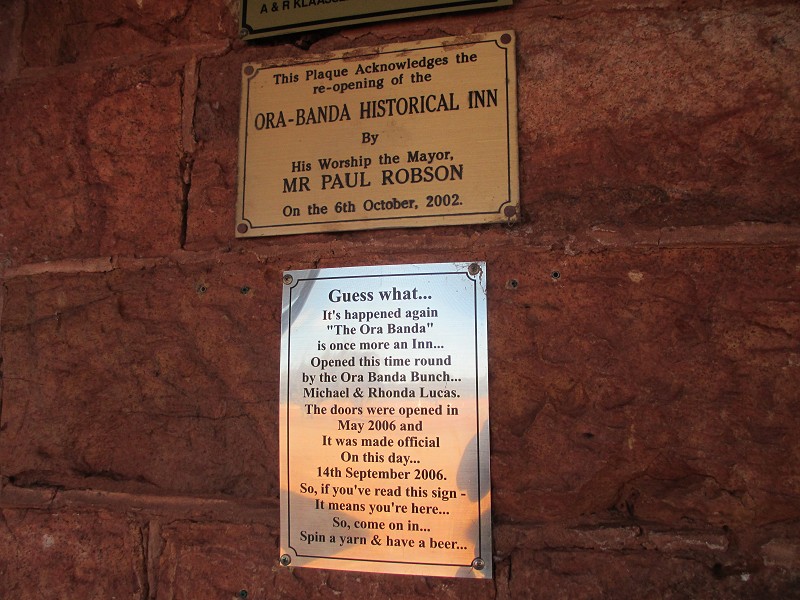 A & R
This Plaque Acknowledges the
re-opening of the
ORA-BANDA HISTORICAL INN
By
His Worship the Mayor,
MR PAUL ROBSON
On the 6th October, 2002.
Guess what...
It's happened again
"The Ora Banda"
is once more an Inn...
Opened this time round
by the Ora Banda Bunch...
Michael & Rhonda Lucas.
The doors were opened in
May 2006 and
It was made official
On this day...
14th September 2006.
So, if you've read this sign -
It means you're here...
So, come on in...
Spin a yarn & have a beer...